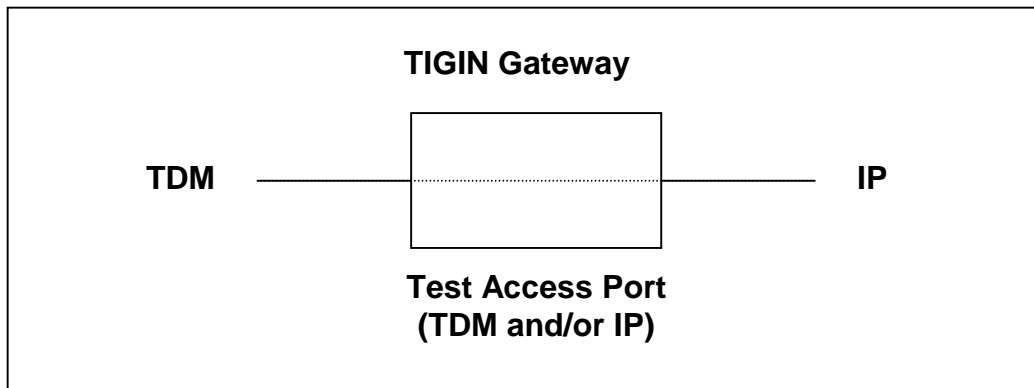 TIGIN Gateway
TDM
IP
Test Access Port
(TDM and/or IP)